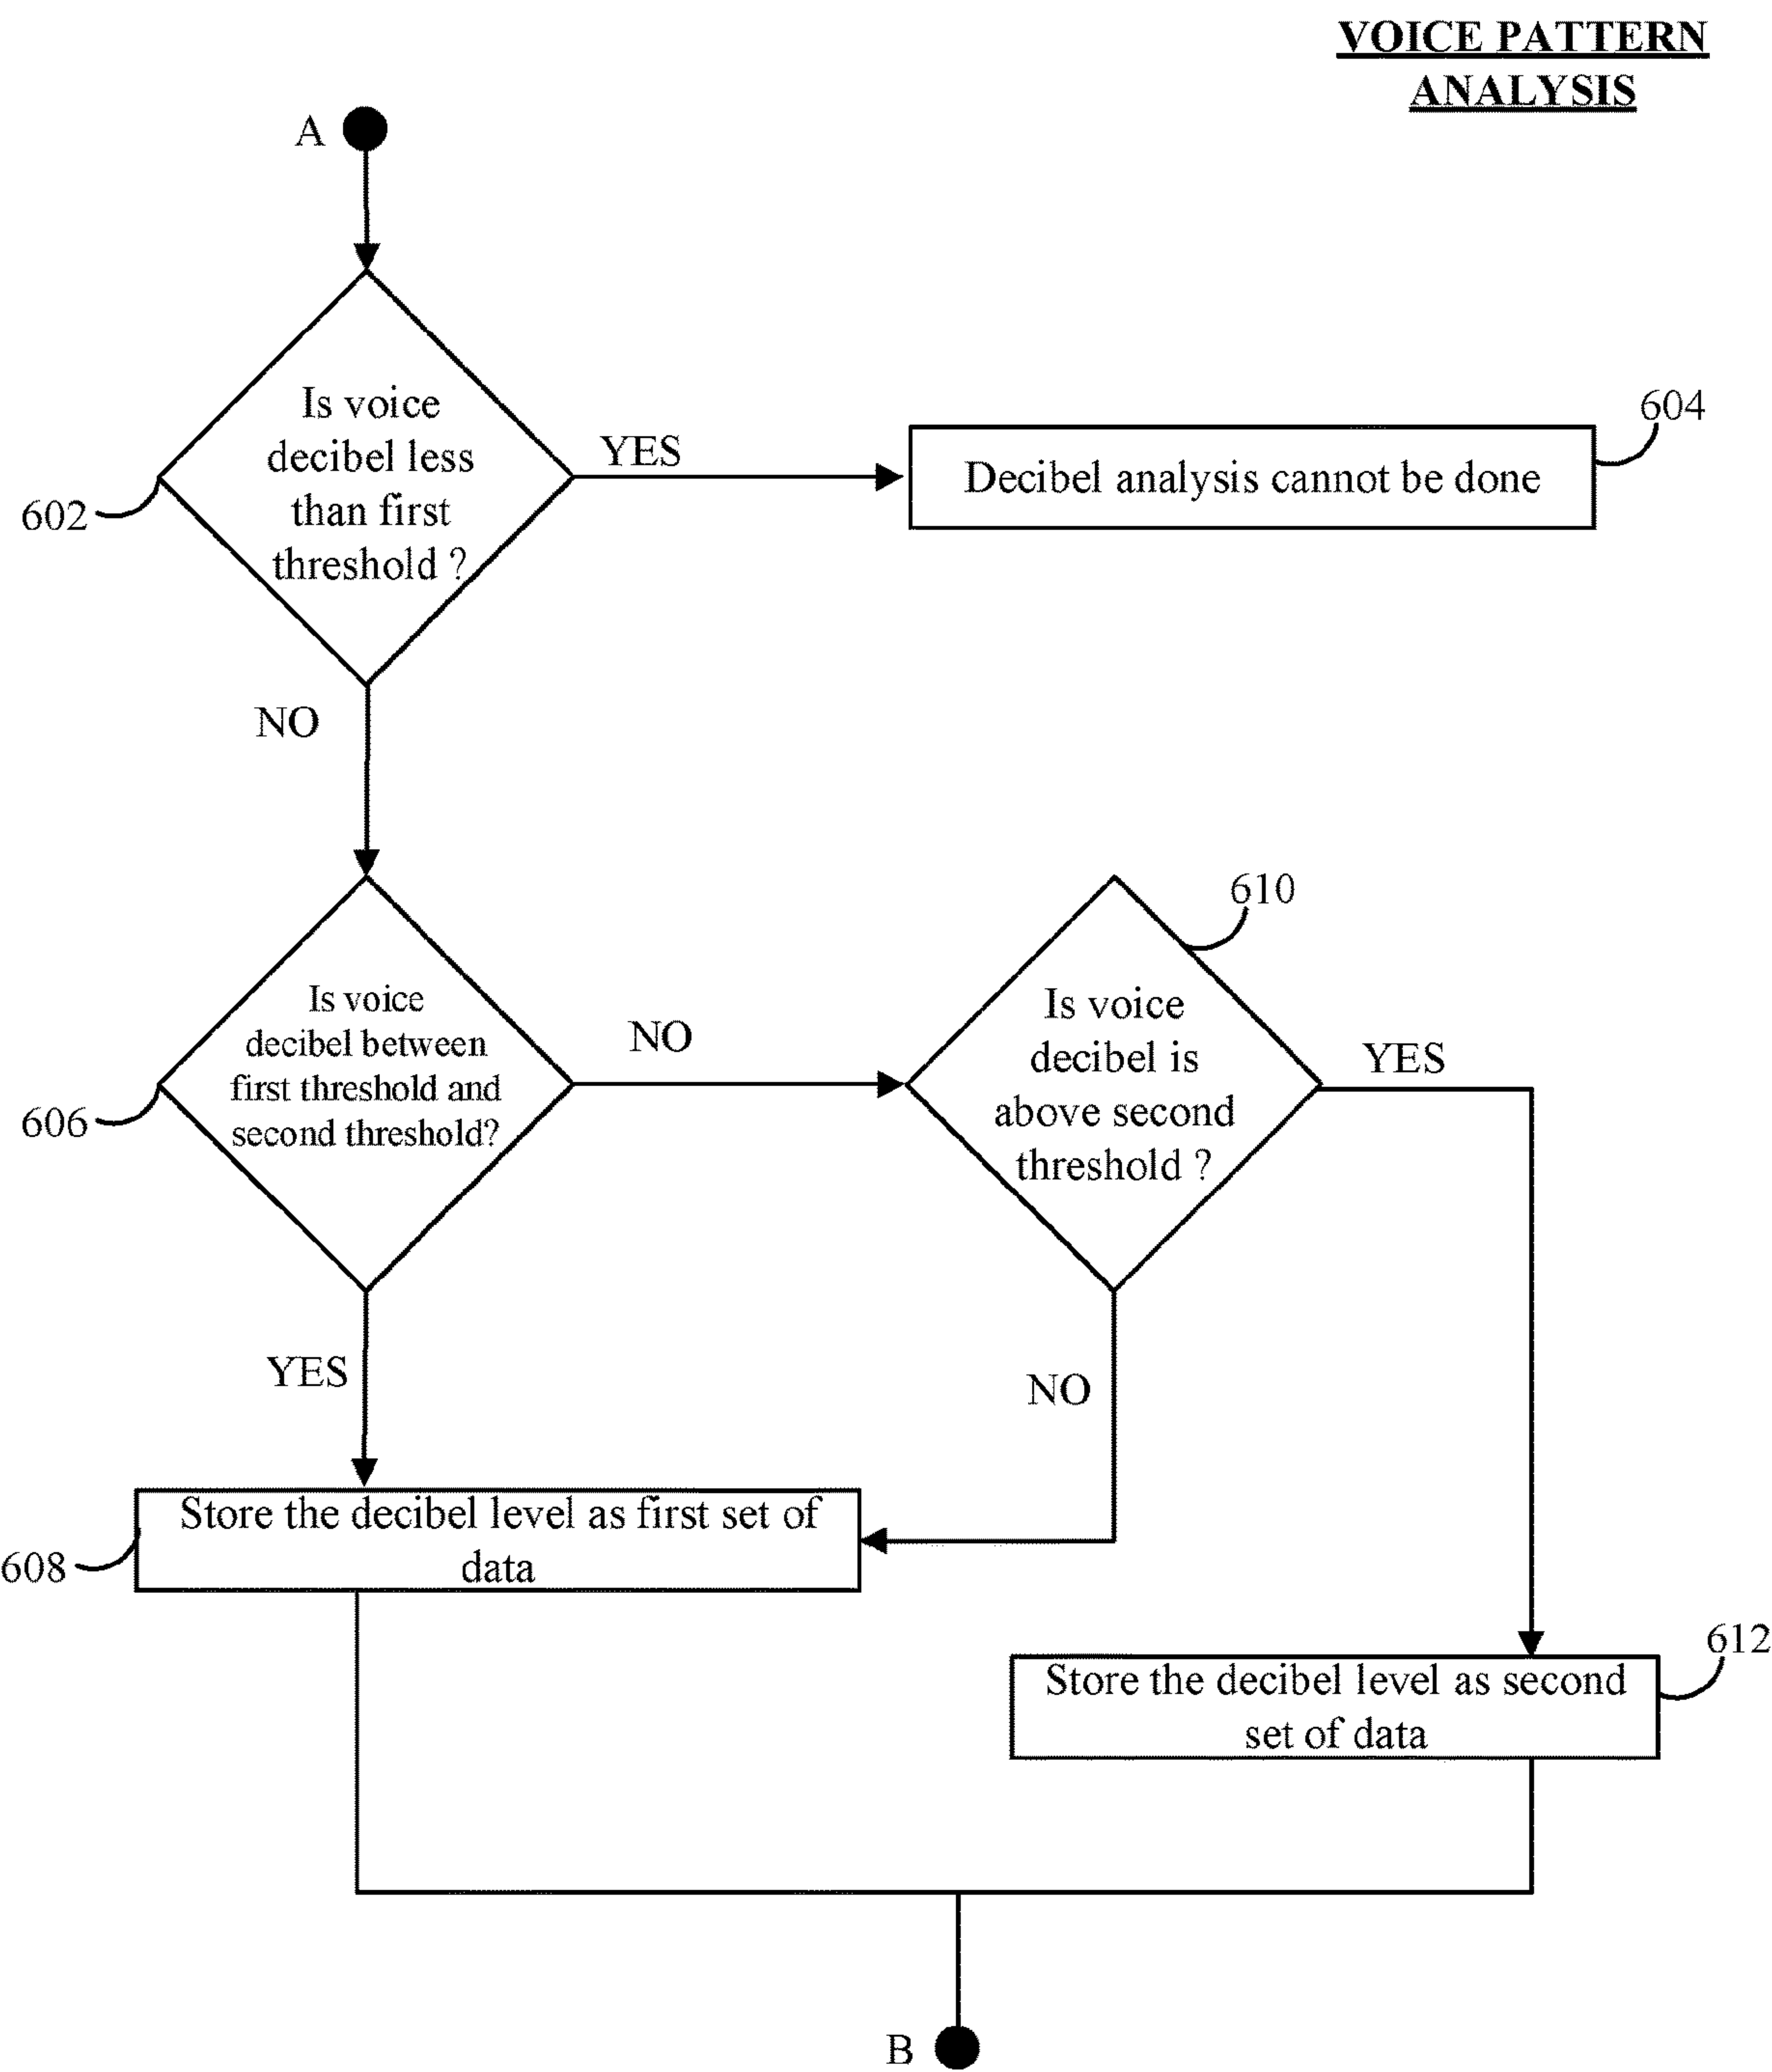 VOICE PATTERN
ANALYSIS
A
Is voice
decibel less
than first
threshold ?
602
YES
604
Decibel analysis cannot be done
NO
Is voice
decibel between
first threshold and
second threshold?
606
NO
610
Is voice
decibel is
above second
threshold ?
YES
YES
NO
Store the decibel level as first set of
data
608
612
Store the decibel level as second
set of data
B